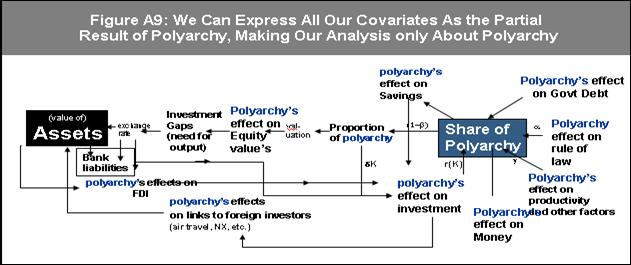 Figure A9: We Can Express All Our Covariates As the Partial
Result of Polyarchy, Making Our Analysis only About Polyarchy
polyarchy's
effect on
Savings
Polyarchy's effect
on Govt Debt
(value of)
Assets
exchange
rate
Bank
liabilities
Investment
Gaps
(need for
output)
Polyarchy's
effect on
Equity
value's
val-
uation
Proportion
of polyarchy
(1-β)
Share of
Polyarchy
α
Polyarchy
effect on
rule of
law
δK
r(K)
γ
polyarchy's effects on
FDI
polyarchy's effects
on links to foreign investors
(air travel, NX, etc.)
polyarchy's
effect on
investment
Polyarchy's
effect on
Money
Polyarchy's
effect on
productivity
and other factors